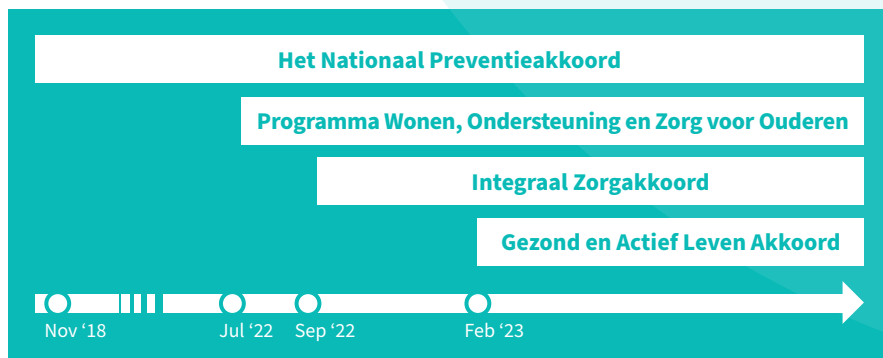 Het Nationaal Preventieakkoord
Programma Wonen, Ondersteuning en Zorg voor Ouderen
Integraal Zorgakkoord
Gezond en Actief Leven Akkoord
Nov ‘18
Jul ‘22
Sep ‘22
Feb ‘23